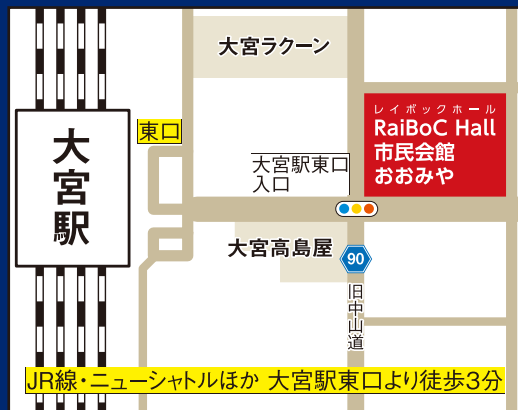 大宮ラクーン
大宮駅
東口
レイボックホール
RaiBoC Hall
市民会館
おおみや
大宮駅東口
入口
大宮高島屋
90
旧中山道
JR線・ニューシャトルほか 大宮駅東口より徒歩3分